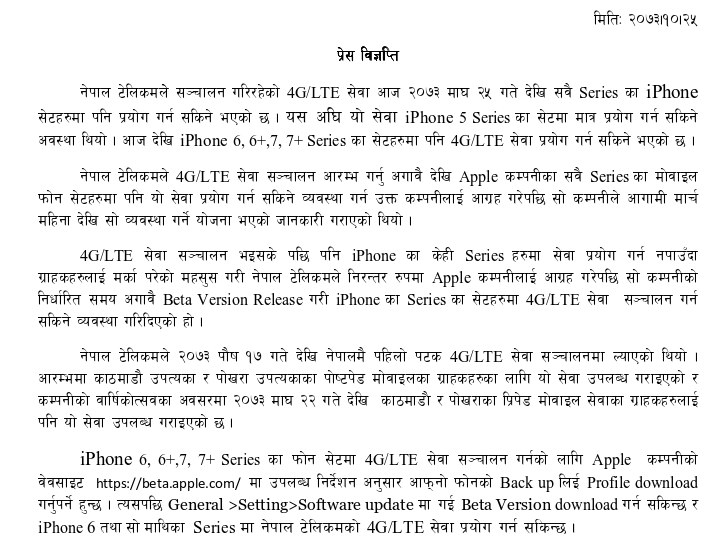 मितिः २०७३।१०।२५
प्रेस विज्ञप्ति
नेपाल टेलिकमले सञ्चालन गरिरहेको 4G/LTE सेवा आज २०७३ माघ २५ गते देखि सबै Series का iPhone
सेटहरुमा पनि प्रयोग गर्न सकिने भएको छ । यस अघि यो सेवा iPhone 5 Series का सेटमा मात्र प्रयोग गर्न सकिने
अवस्था थियो । आज देखि iPhone 6, 6+,7, 7+ Series का सेटहरुमा पनि 4G/LTE सेवा प्रयोग गर्न सकिने भएको छ ।
नेपाल टेलिकमले 4G/LTE सेवा सञ्चालन आरम्भ गर्नु अगावै देखि Apple कम्पनीका सबै Series का मोवाइल
फोन सेटहरुमा पनि यो सेवा प्रयोग गर्न सकिने व्यवस्था गर्न उक्त कम्पनीलाई आग्रह गरेपछि सो कम्पनीले आगामी मार्च
महिना देखि सो व्यवस्था गर्ने योजना भएको जानकारी गराएको थियो ।
4G/LTE सेवा सञ्चालन भइसके पछि पनि iPhone का केही Series हरुमा सेवा प्रयोग गर्न नपाउँदा
ग्राहकहरुलाई मर्का परेको महसुस गरी नेपाल टेलिकमले निरन्तर रुपमा Apple कम्पनीलाई आग्रह गरेपछि सो कम्पनीको
निर्धारित समय अगावै Beta Version Release गरी iPhone का Series का सेटहरुमा 4G/LTE सेवा सञ्चालन गर्न
सकिने व्यवस्था गरिदिएको हो ।
नेपाल टेलिकमले २०७३ पौष १७ गते देखि नेपालमै पहिलो पटक 4G/LTE सेवा सञ्चालनमा ल्याएको थियो ।
आरम्भमा काठमाडौ उपत्यका र पोखरा उपत्यकाका पोष्टपेड मोवाइलका ग्राहकहरुका लागि यो सेवा उपलब्ध गराइएको र
कम्पनीको वार्षिकोत्सवका अवसरमा २०७३ माघ २२ गते देखि काठमाडौ र पोखराका प्रिपेड मोवाइल सेवाका ग्राहकहरुलाई
पनि यो सेवा उपलब्ध गराइएको छ ।
iPhone 6, 6+,7, 7+ Series का फोन सेटमा 4G/LTE सेवा सञ्चालन गर्नको लागि Apple कम्पनीको
वेवसाइट https://beta.apple.com/ मा उपलब्ध निर्देशन अनुसार आफ्नो फोनको Back up लिई Profile download
गर्नुपर्ने हुन्छ । त्यसपछि General >Setting>Software update मा गई Beta Version download गर्न सकिन्छ र
iPhone 6 तथा सो माथिका Series मा नेपाल टेलिकमको 4G/LTE सेवा प्रयोग गर्न सकिन्छ ।